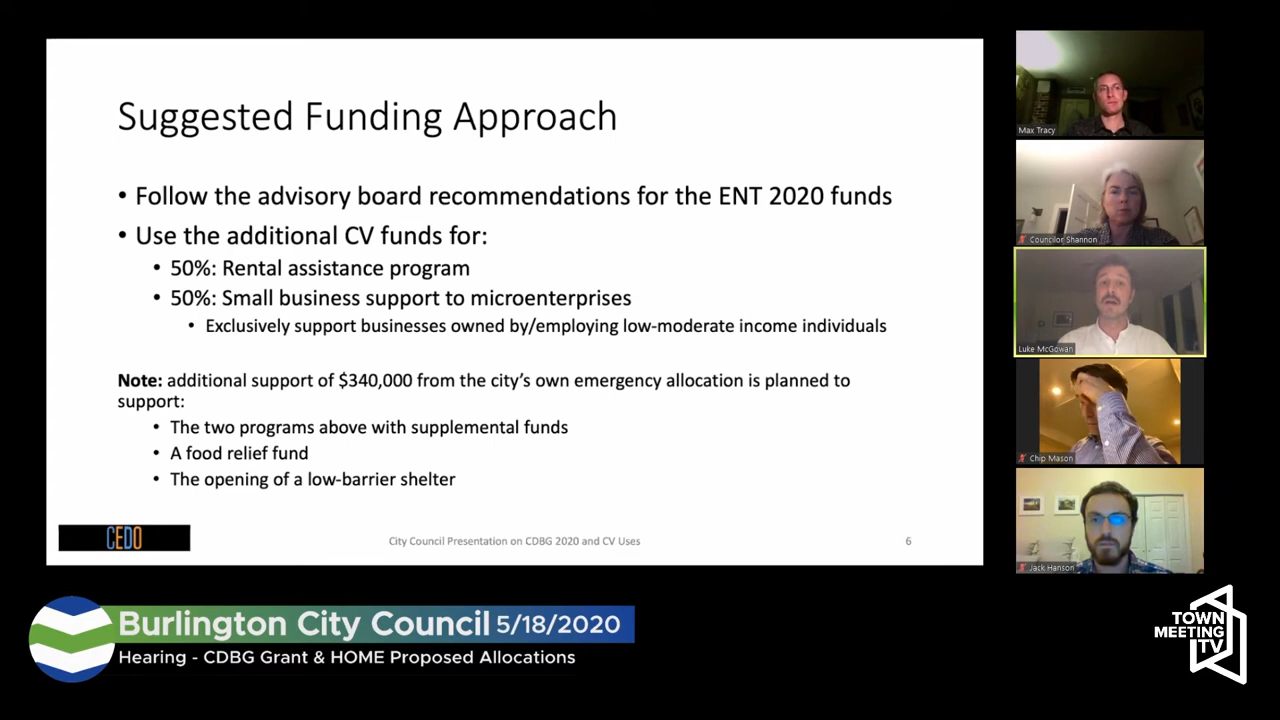 Suggested Funding Approach
• Follow the advisory board recommendations for the ENT 2020 funds
• Use the additional CV funds for:
• 50%: Rental assistance program
• 50%: Small business support to microenterprises
• Exclusively support businesses owned by/employing low-moderate income individuals
Note: additional support of $340,000 from the city’s own emergency allocation is planned to
support:
• The two programs above with supplemental funds
• A food relief fund
• The opening of a low-barrier shelter
CEDO
City Council Presentation on CDBG 2020 and CV Uses
6
Max Tracy
Councilor Shannon
Luke McGowan
Chip Mason
Jack Hanson
Burlington City Council 5/18/2020
Hearing - CDBG Grant & HOME Proposed Allocations
TOWN
MEETING
TV